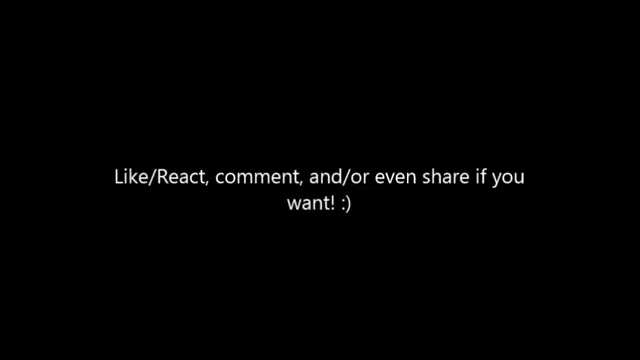 Like/React, comment, and/or even share if you
want! :)